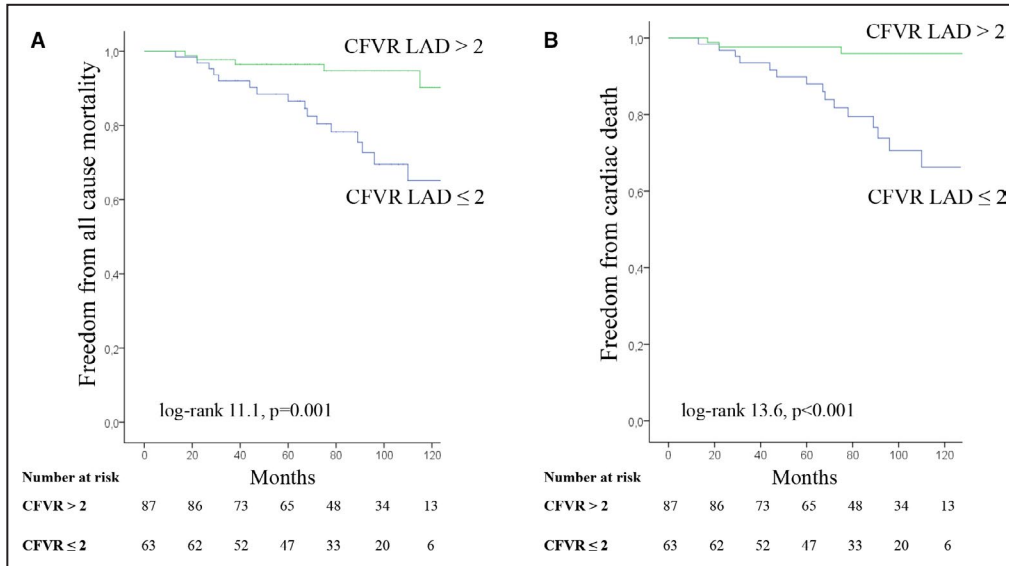 A
Freedom from all cause mortality
1,0
0,8
0,6
0,4
0,2
0,0
CFVR LAD > 2
CFVR LAD ≤ 2
log-rank 11.1, p=0.001
0 20 40 60 80 100 120
Months
Number at risk
CFVR > 2 87 86 73 65 48 34 13
CFVR ≤ 2 63 62 52 47 33 20 6
B
Freedom from cardiac death
1,0
0,8
0,6
0,4
0,2
0,0
CFVR LAD > 2
CFVR LAD ≤ 2
log-rank 13.6, p<0.001
0 20 40 60 80 100 120
Months
Number at risk
CFVR > 2 87 86 73 65 48 34 13
CFVR ≤ 2 63 62 52 47 33 20 6